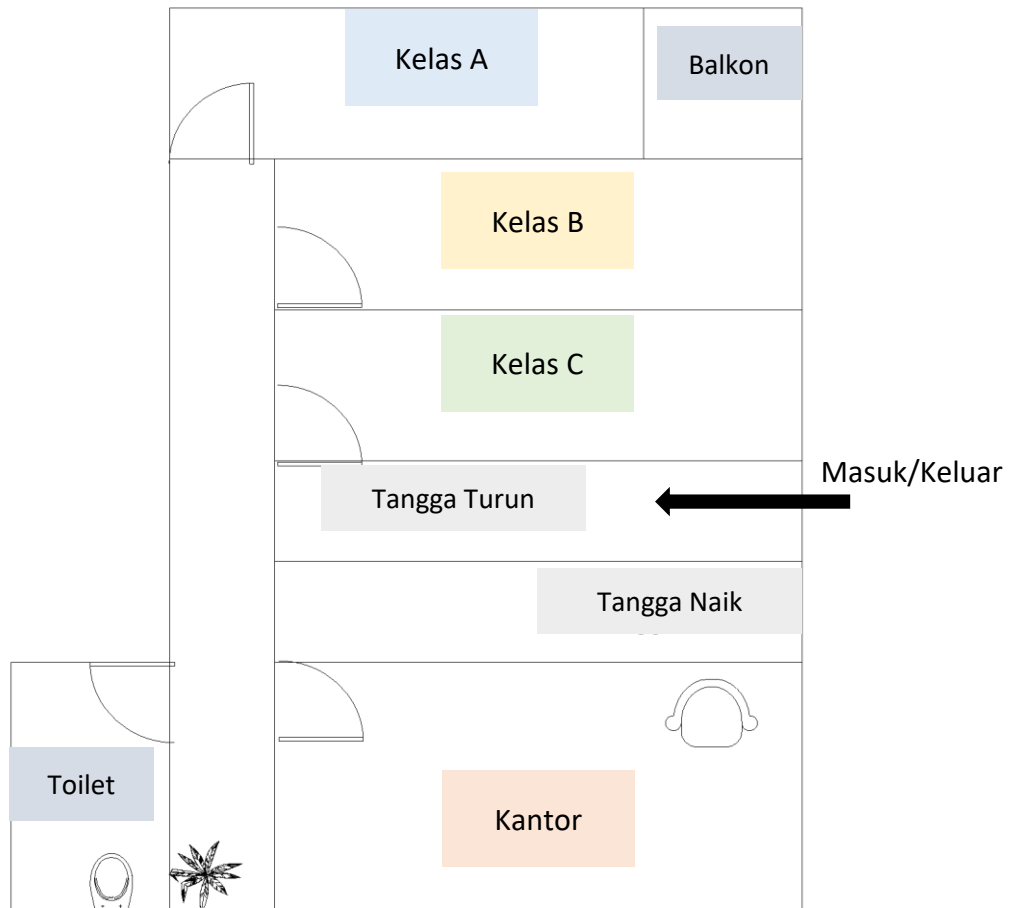 Kelas A
Balkon
Kelas B
Kelas C
Masuk/Keluar
Tangga Turun
Tangga Naik
Toilet
Kantor